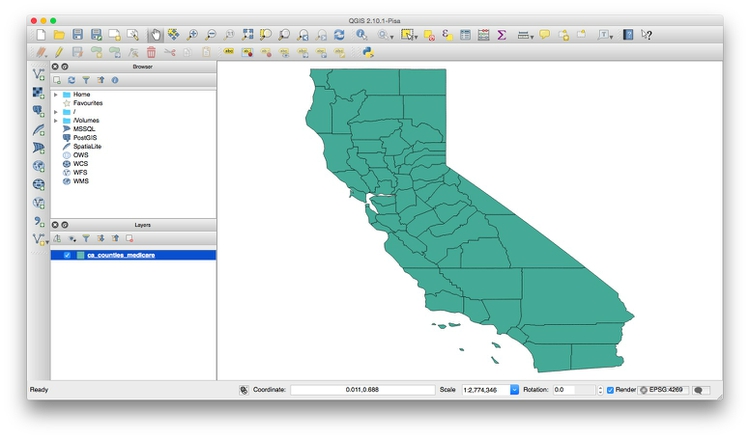 QGIS 2.10.1-Pisa
Browser
Home
Favourites
/
/Volumes
MSSQL
PostGIS
SpatiaLite
OWS
WCS
WFS
WMS
Layers
ca_counties_medicare
Ready
Coordinate: 0.011,0.688 Scale 1:2,774,346 Rotation: 0.0 Render EPSG:4269